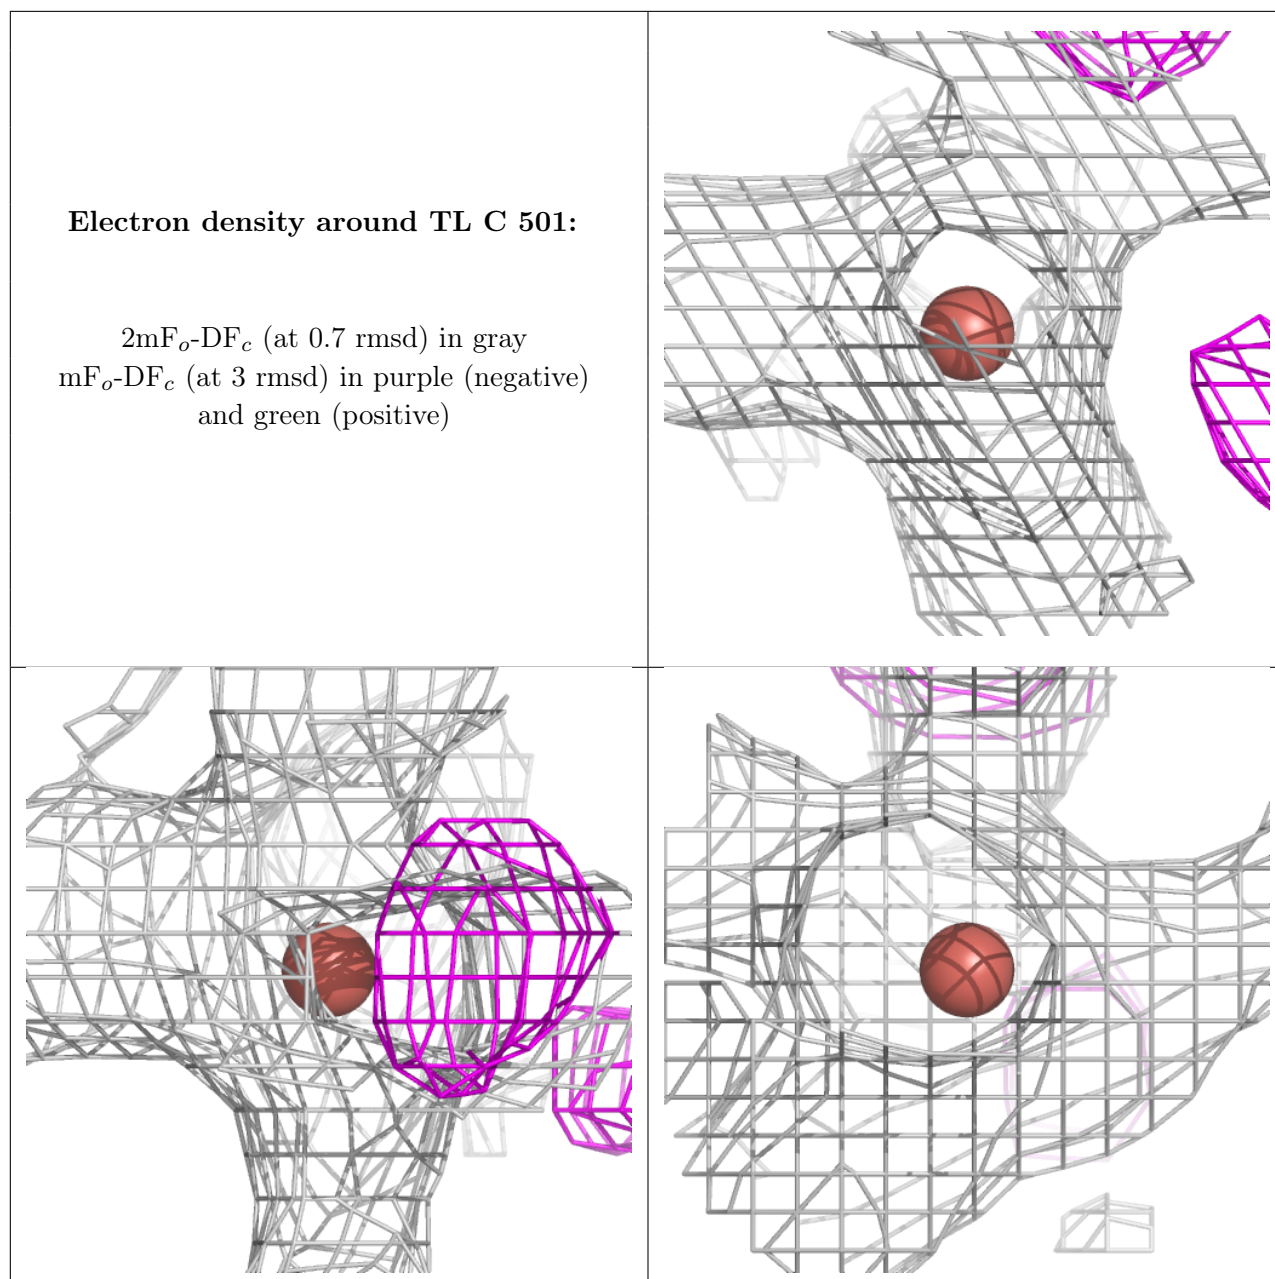 Electron density around TL C 501:
2mFo-DFc (at 0.7 rmsd) in gray
mFo-DFc (at 3 rmsd) in purple (negative)
and green (positive)